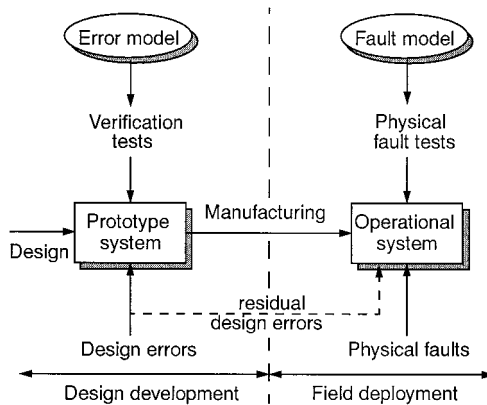 Error model
Fault model
Verification
tests
Physical
fault tests
Design
Prototype
system
Manufacturing
Operational
system
residual
design errors
Design errors
Physical faults
Design development
Field deployment